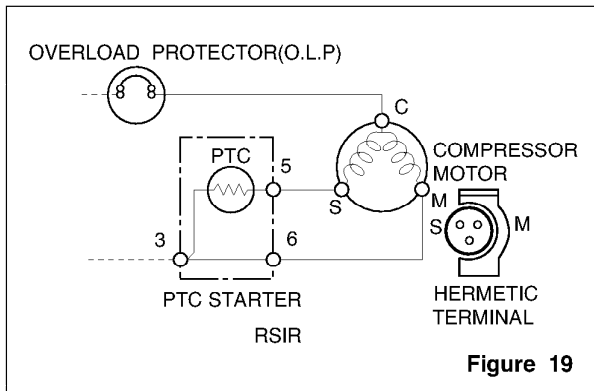 OVERLOAD PROTECTOR(O.L.P)
C
PTC
5
COMPRESSOR
MOTOR
S
M
S
M
3
6
HERMETIC
TERMINAL
PTC STARTER
RSIR
Figure 19